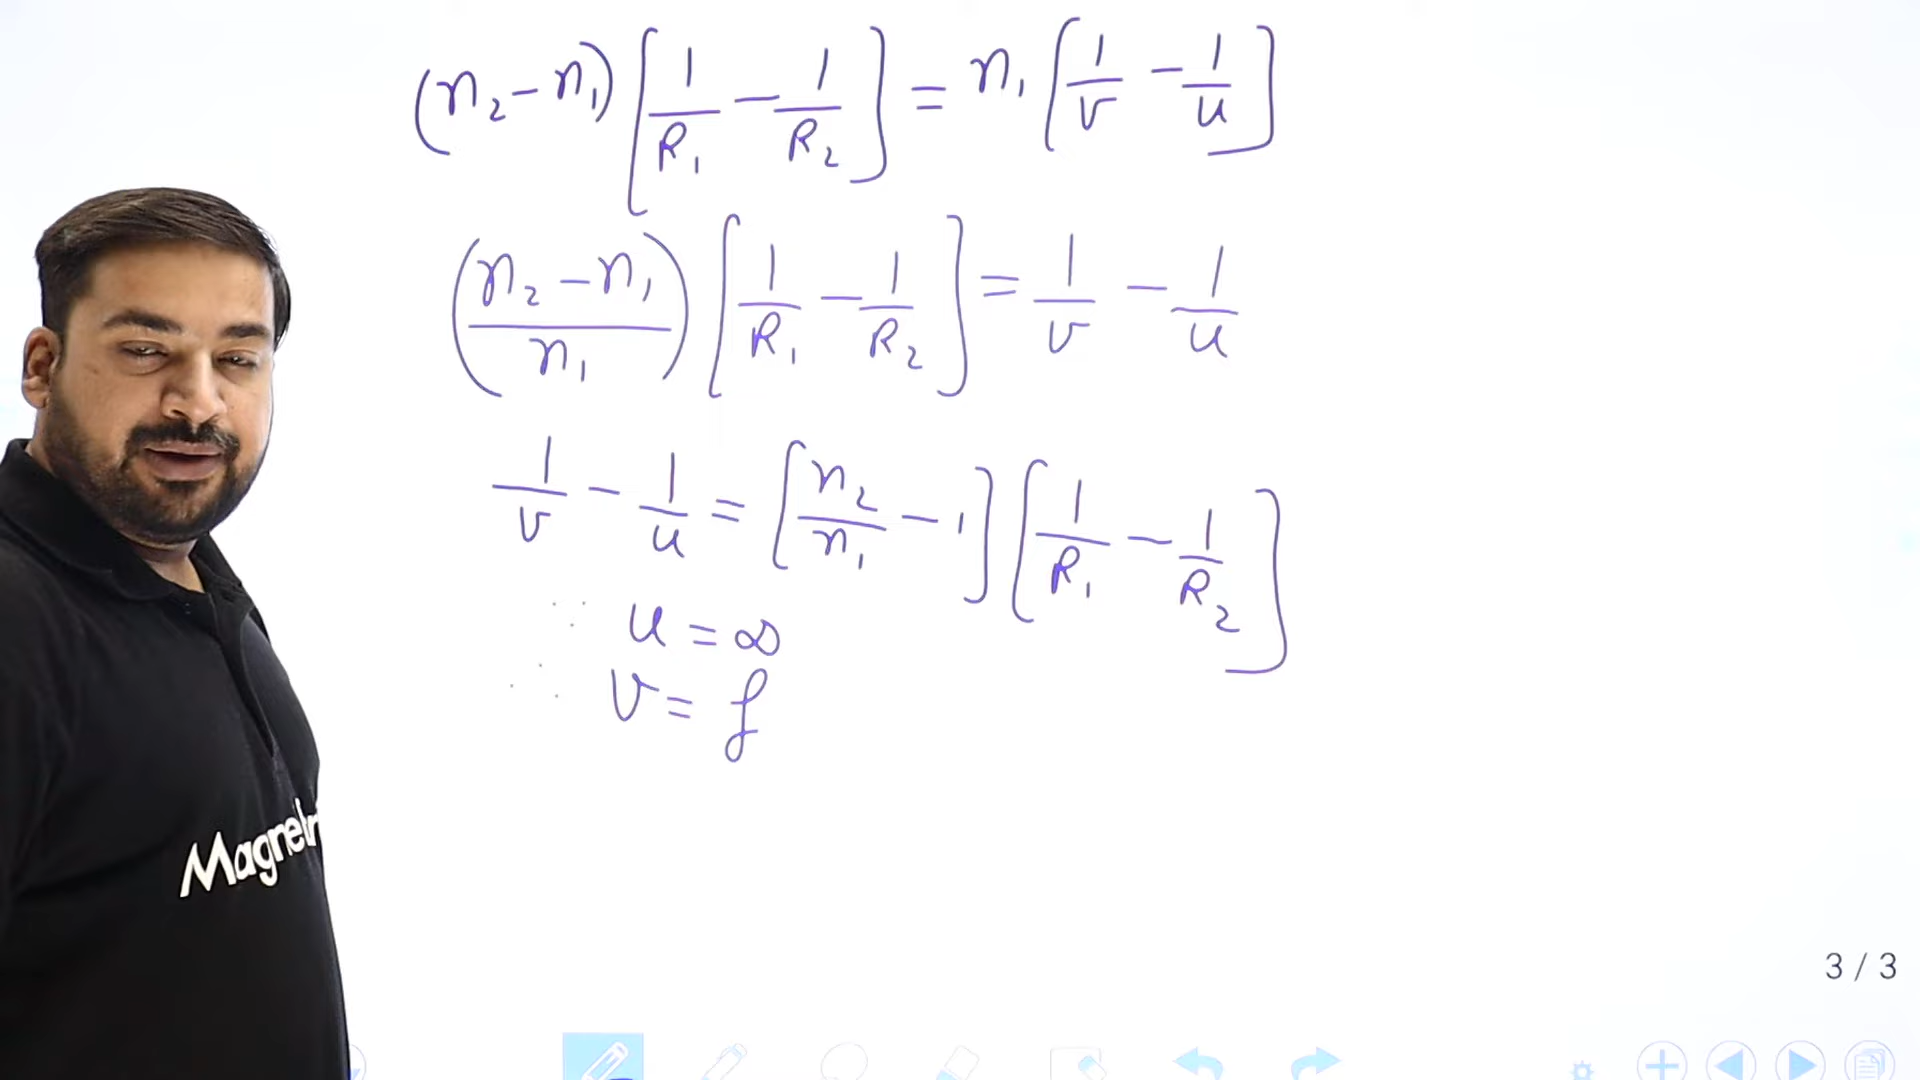 (n₂ - n₁) [1/R₁ - 1/R₂] = n₁ [1/v - 1/u]
((n₂ - n₁)/n₁) [1/R₁ - 1/R₂] = 1/v - 1/u
1/v - 1/u = [n₂/n₁ - 1] [1/R₁ - 1/R₂]
∵ u = ∞
∴ v = f
3 / 3